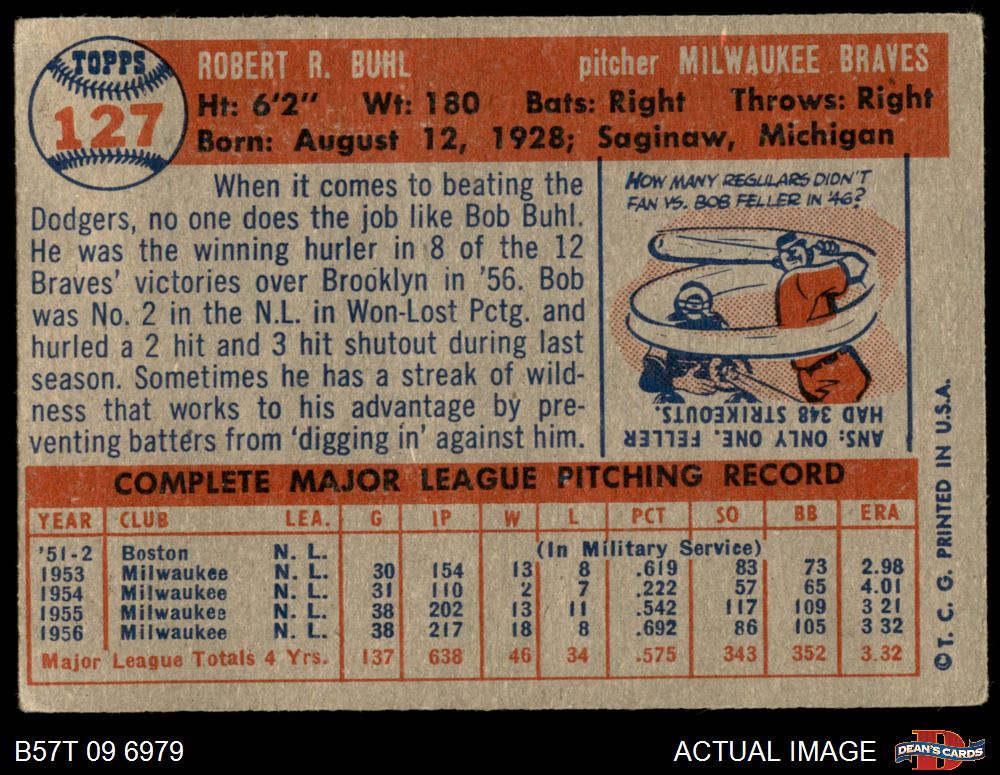 TOPPS
127
ROBERT R. BUHL pitcher MILWAUKEE BRAVES
Ht: 6'2" Wt: 180 Bats: Right Throws: Right
Born: August 12, 1928; Saginaw, Michigan
When it comes to beating the
Dodgers, no one does the job like Bob Buhl.
He was the winning hurler in 8 of the 12
Braves' victories over Brooklyn in '56. Bob
was No. 2 in the N.L. in Won-Lost Pctg. and
hurled a 2 hit and 3 hit shutout during last
season. Sometimes he has a streak of wild-
ness that works to his advantage by pre-
venting batters from 'digging in' against him.
HOW MANY REGULARS DIDN'T
FAN VS. BOB FELLER IN '46?
ANS: ONLY ONE. FELLER
HAD 348 STRIKEOUTS.
COMPLETE MAJOR LEAGUE PITCHING RECORD
YEAR CLUB LEA. G IP W L PCT SO BB ERA
'51-2 Boston N. L. (In Military Service)
1953 Milwaukee N. L. 30 154 13 8 .619 83 73 2.98
1954 Milwaukee N. L. 31 110 2 7 .222 57 65 4.01
1955 Milwaukee N. L. 38 202 13 11 .542 117 109 3 21
1956 Milwaukee N. L. 38 217 18 8 .692 86 105 3 32
Major League Totals 4 Yrs. 137 638 46 34 .575 343 352 3.32
© T. C. G. PRINTED IN U.S.A.
B57T 09 6979 ACTUAL IMAGE
D
DEAN'S CARDS